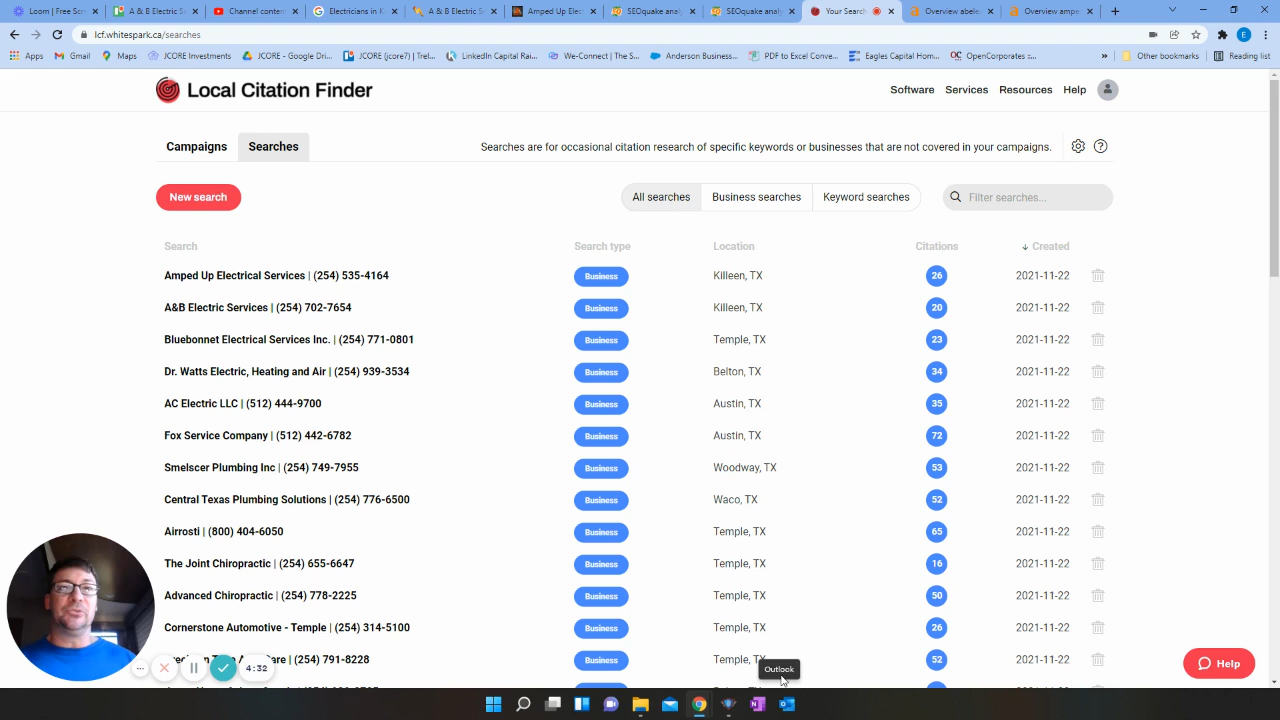 Loom | Free Scre
A & B Electric S
Channel content
Electricians in K
A & B Electric Se
Amped Up Elect
SEOquake analy
SEOquake analy
Your Search
Overview abele
Overview ampe
lcf.whitespark.ca/searches
Apps
Gmail
Maps
JCORE Investments
JCORE - Google Dri...
JCORE (jcore7) | Tr...
LinkedIn Capital Rai...
We-Connect | The S...
Anderson Business...
PDF to Excel Conve...
Eagles Capital Hom...
OpenCorporates ::...
» Other bookmarks
Reading list
Local Citation Finder
Software Services Resources Help
Campaigns Searches
Searches are for occasional citation research of specific keywords or businesses that are not covered in your campaigns.
New search
All searches Business searches Keyword searches
Filter searches...
Search Search type Location Citations ↓ Created
Amped Up Electrical Services | (254) 535-4164 Business Killeen, TX 26 2021-11-22
A&B Electric Services | (254) 702-7654 Business Killeen, TX 20 2021-11-22
Bluebonnet Electrical Services Inc. | (254) 771-0801 Business Temple, TX 23 2021-11-22
Dr. Watts Electric, Heating and Air | (254) 939-3534 Business Belton, TX 34 2021-11-22
AC Electric LLC | (512) 444-9700 Business Austin, TX 35 2021-11-22
Fox Service Company | (512) 442-6782 Business Austin, TX 72 2021-11-22
Smelscer Plumbing Inc | (254) 749-7955 Business Woodway, TX 53 2021-11-22
Central Texas Plumbing Solutions | (254) 776-6500 Business Waco, TX 52 2021-11-22
Airrosti | (800) 404-6050 Business Temple, TX 65 2021-11-22
The Joint Chiropractic | (254) 655-6647 Business Temple, TX 16 2021-11-22
Advanced Chiropractic | (254) 778-2225 Business Temple, TX 50 2021-11-22
Cornerstone Automotive - Temple | (254) 314-5100 Business Temple, TX 26 2021-11-22
| (254) 791-8228 Business Temple, TX 52 2021-11-22
4:32
Outlook
Help